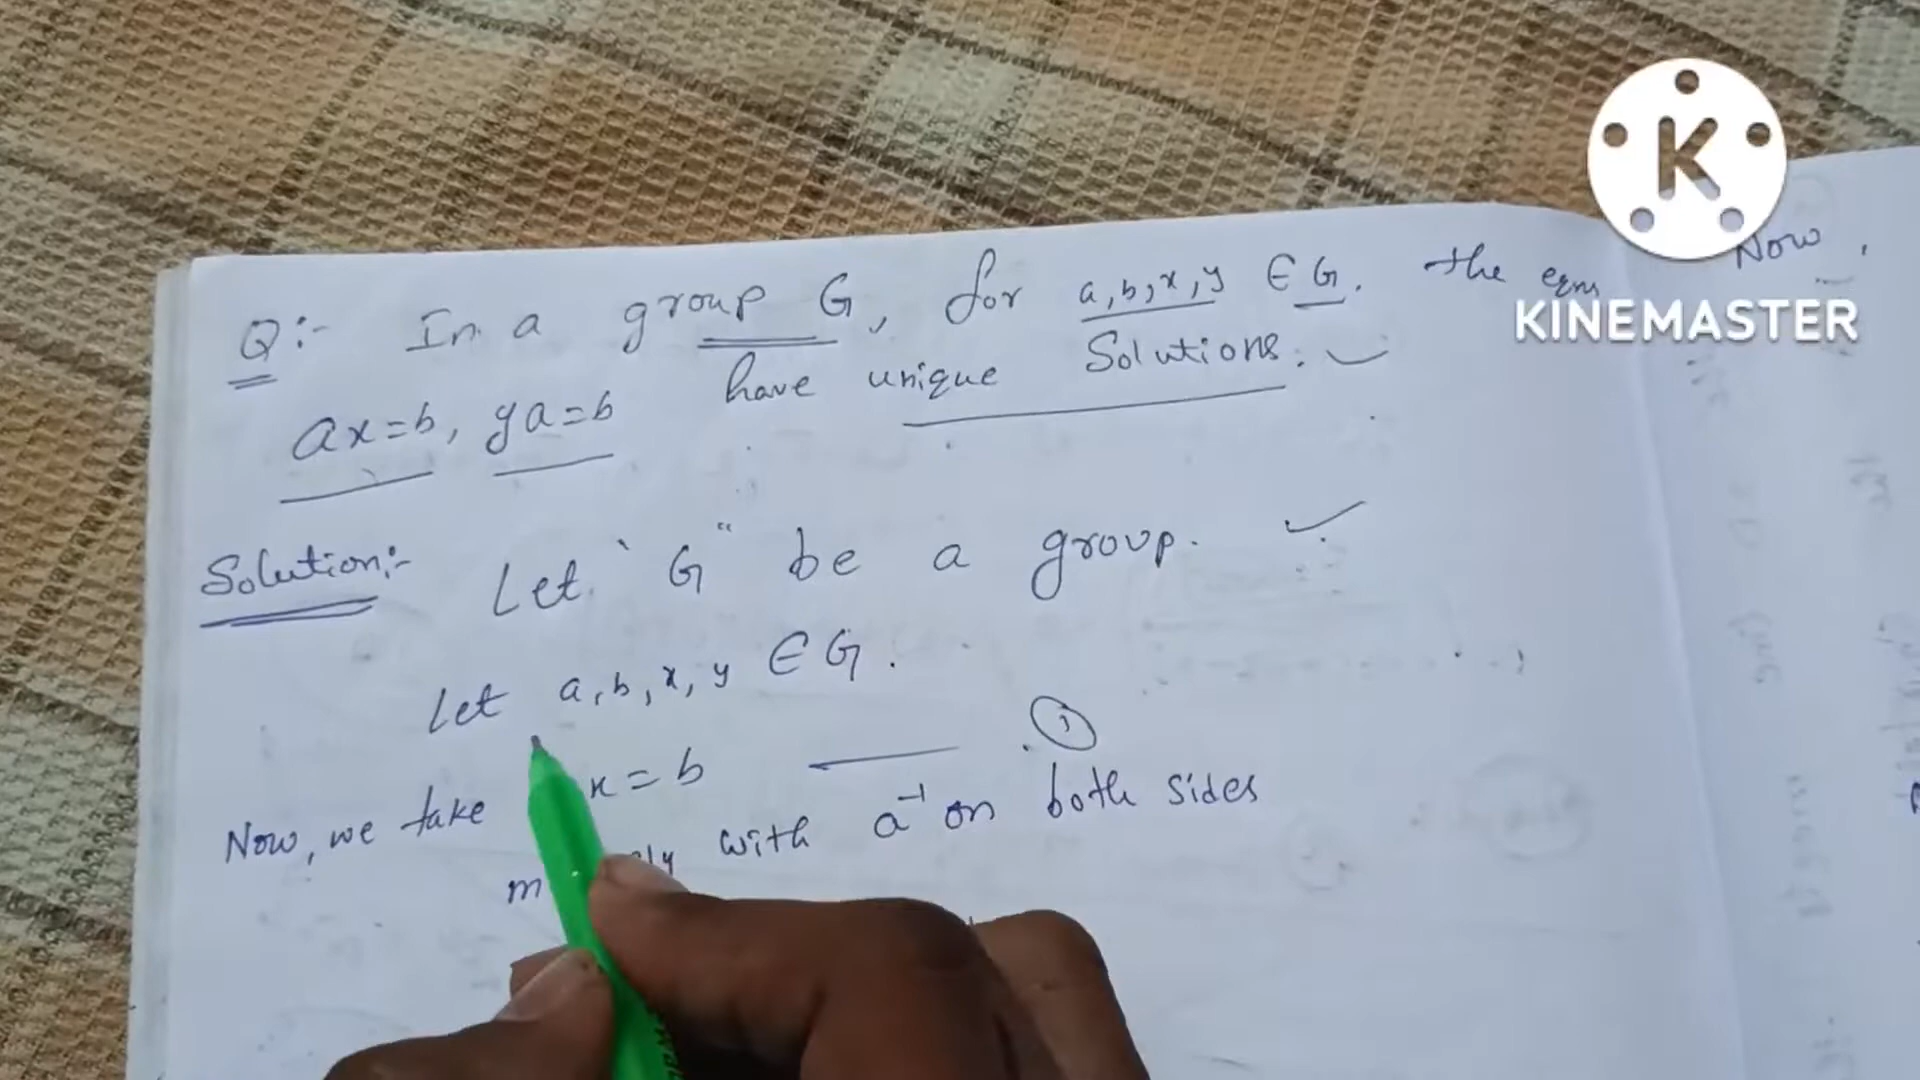 Q:- In a group G, for a, b, x, y ∈ G. the eqns
ax=b, ya=b have unique Solutions.
Solution:- Let "G" be a group.
Let a, b, x, y ∈ G.
Now, we take x = b ——— ①
with a⁻¹ on both sides
Now,
K
KINEMASTER